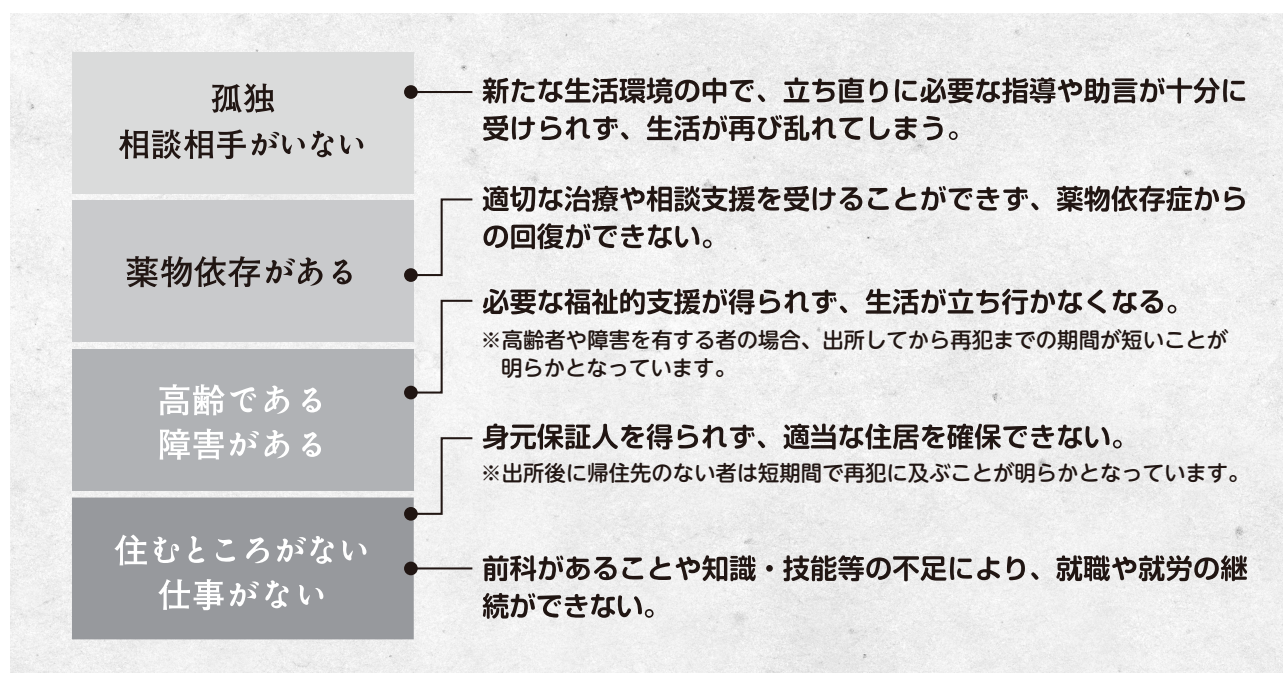 孤独
相談相手がいない
新たな生活環境の中で、立ち直りに必要な指導や助言が十分に
受けられず、生活が再び乱れてしまう。
薬物依存がある
適切な治療や相談支援を受けることができず、薬物依存症から
の回復ができない。
高齢である
障害がある
必要な福祉的支援が得られず、生活が立ち行かなくなる。
※高齢者や障害を有する者の場合、出所してから再犯までの期間が短いことが
明らかとなっています。
住むところがない
仕事がない
身元保証人を得られず、適当な住居を確保できない。
※出所後に帰住先のない者は短期間で再犯に及ぶことが明らかとなっています。
前科があることや知識・技能等の不足により、就職や就労の継
続ができない。